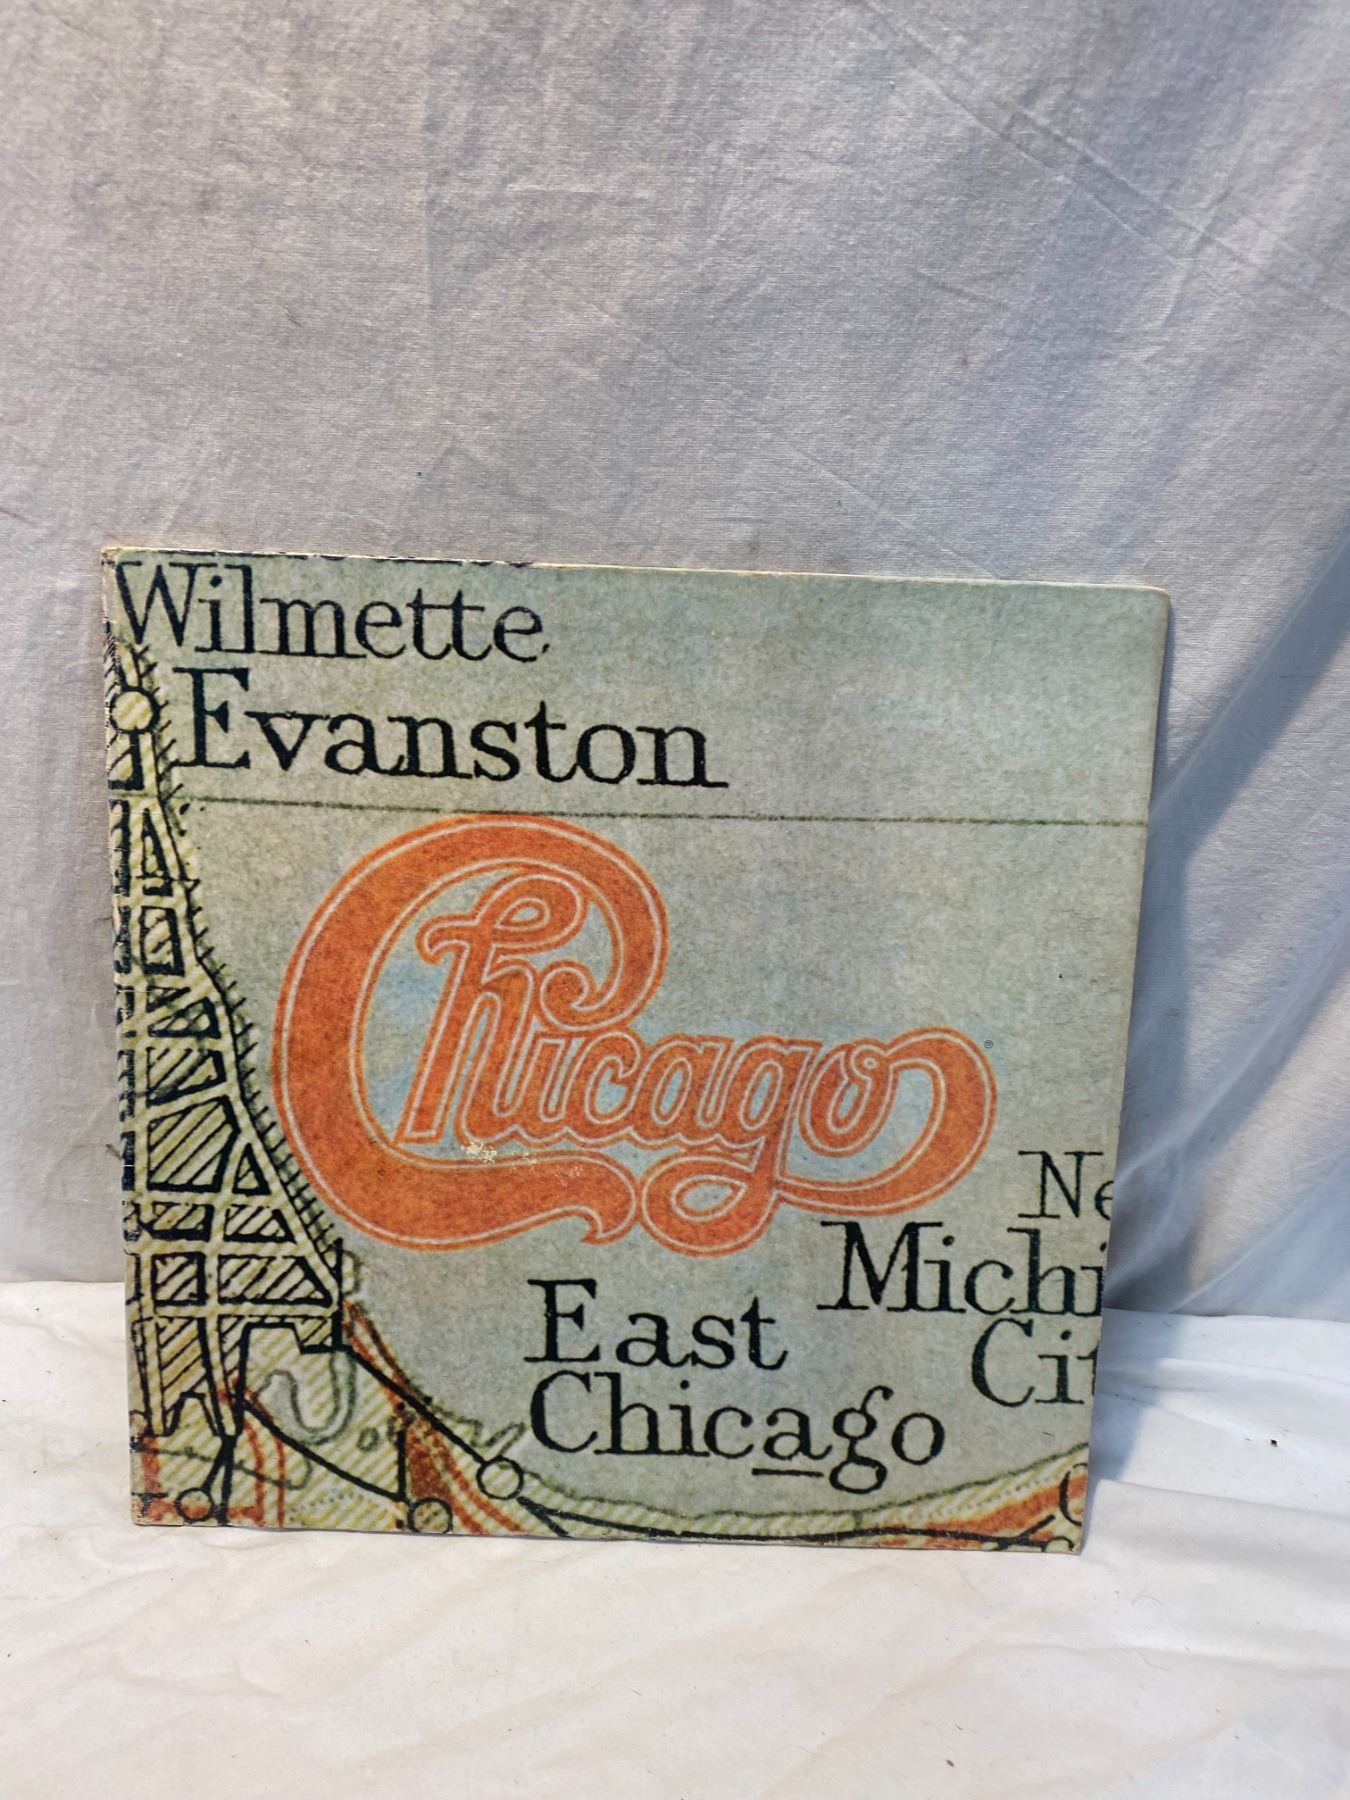 Wilmette
Evanston
Chicago ®
Ne
Michi
Cit
East
Chicago